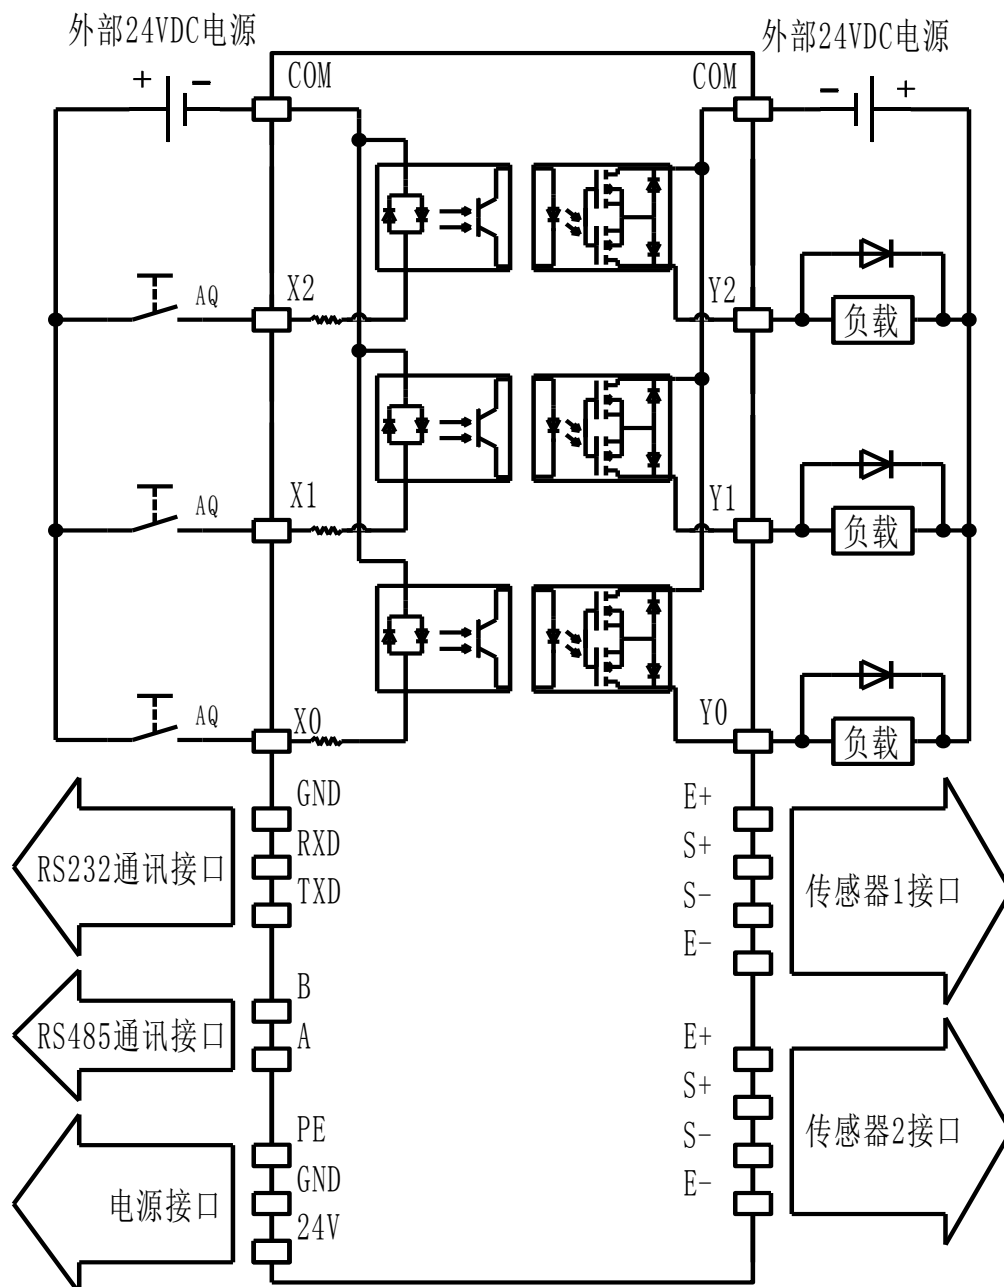 外部24VDC电源
外部24VDC电源
+ -
COM
COM
- +
X2
AQ
Y2
负载
X1
AQ
Y1
负载
X0
AQ
Y0
负载
GND
RXD
TXD
RS232通讯接口
E+
S+
S-
E-
传感器1接口
B
A
RS485通讯接口
E+
S+
S-
E-
传感器2接口
PE
GND
24V
电源接口